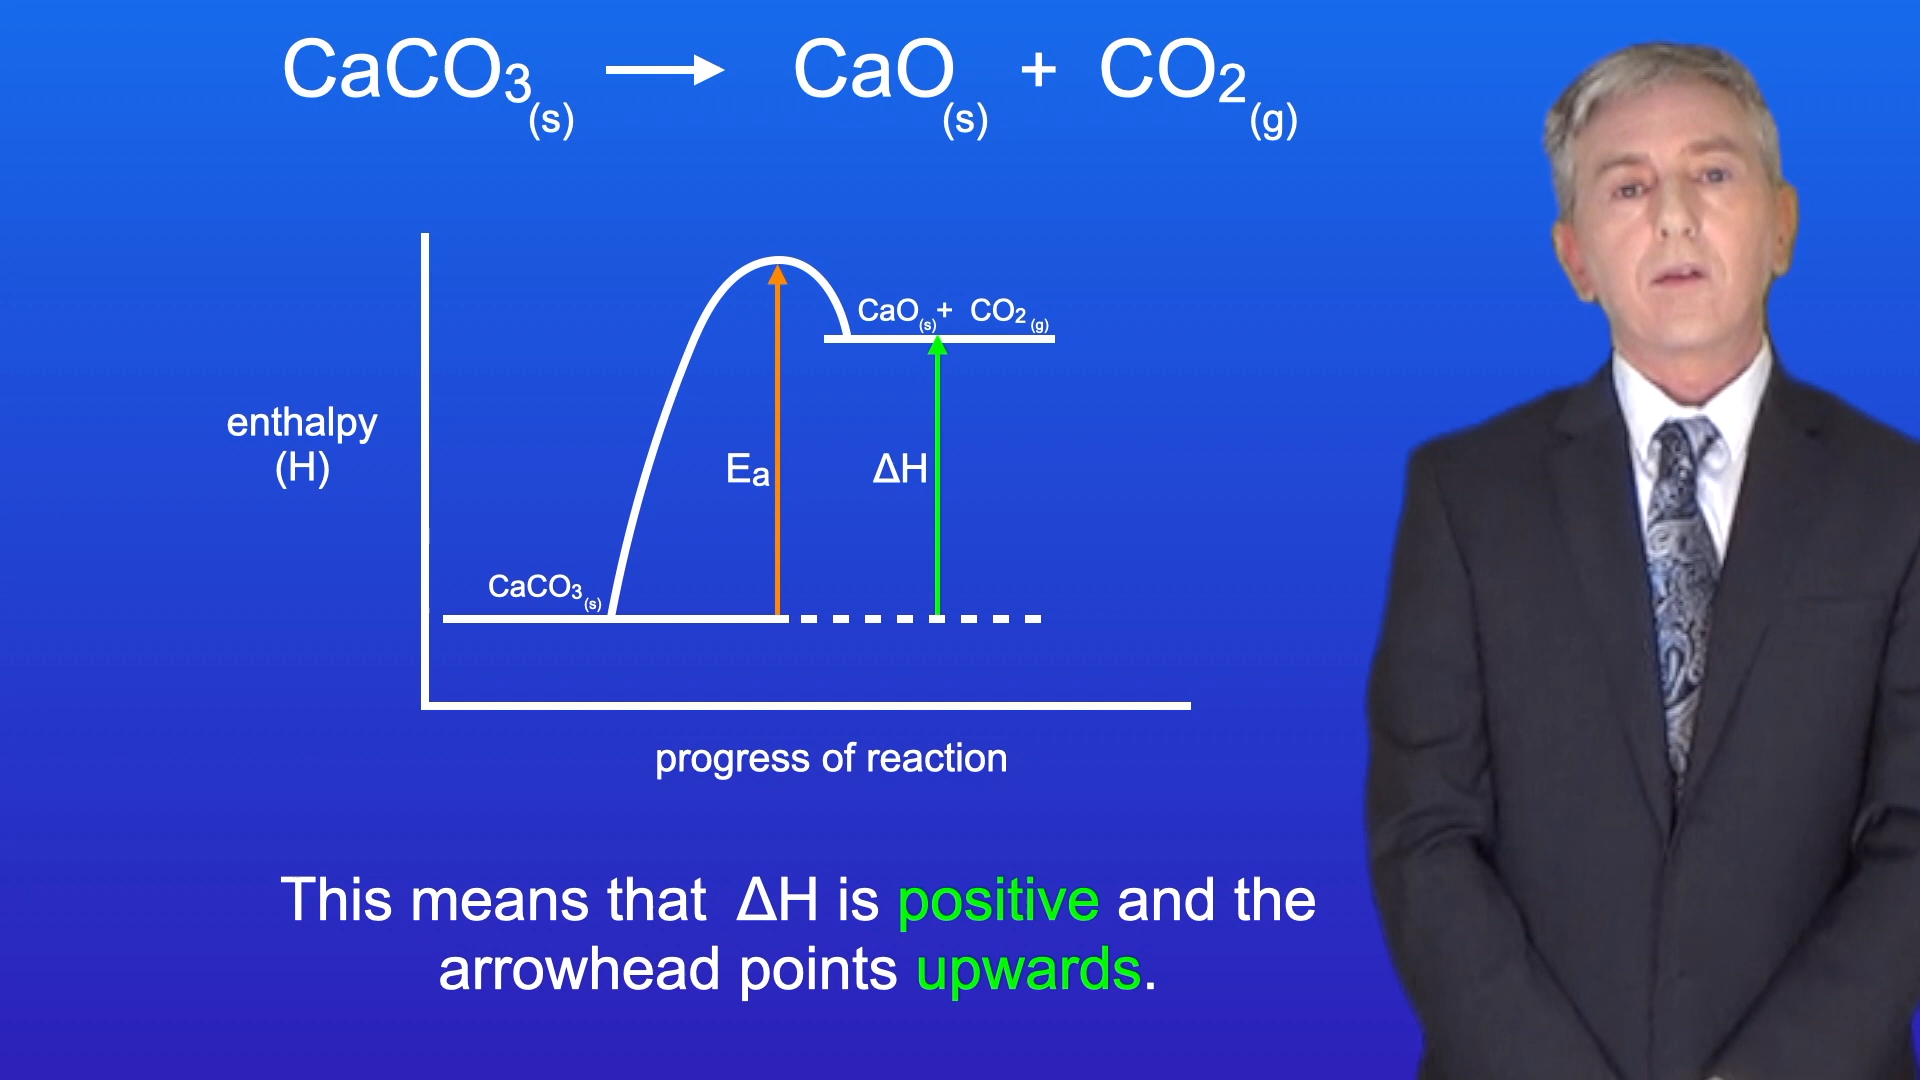 CaCO₃(s) → CaO(s) + CO₂(g)
CaO(s) + CO₂(g)
enthalpy
(H)
Ea
ΔH
CaCO₃(s)
progress of reaction
This means that ΔH is positive and the
arrowhead points upwards.